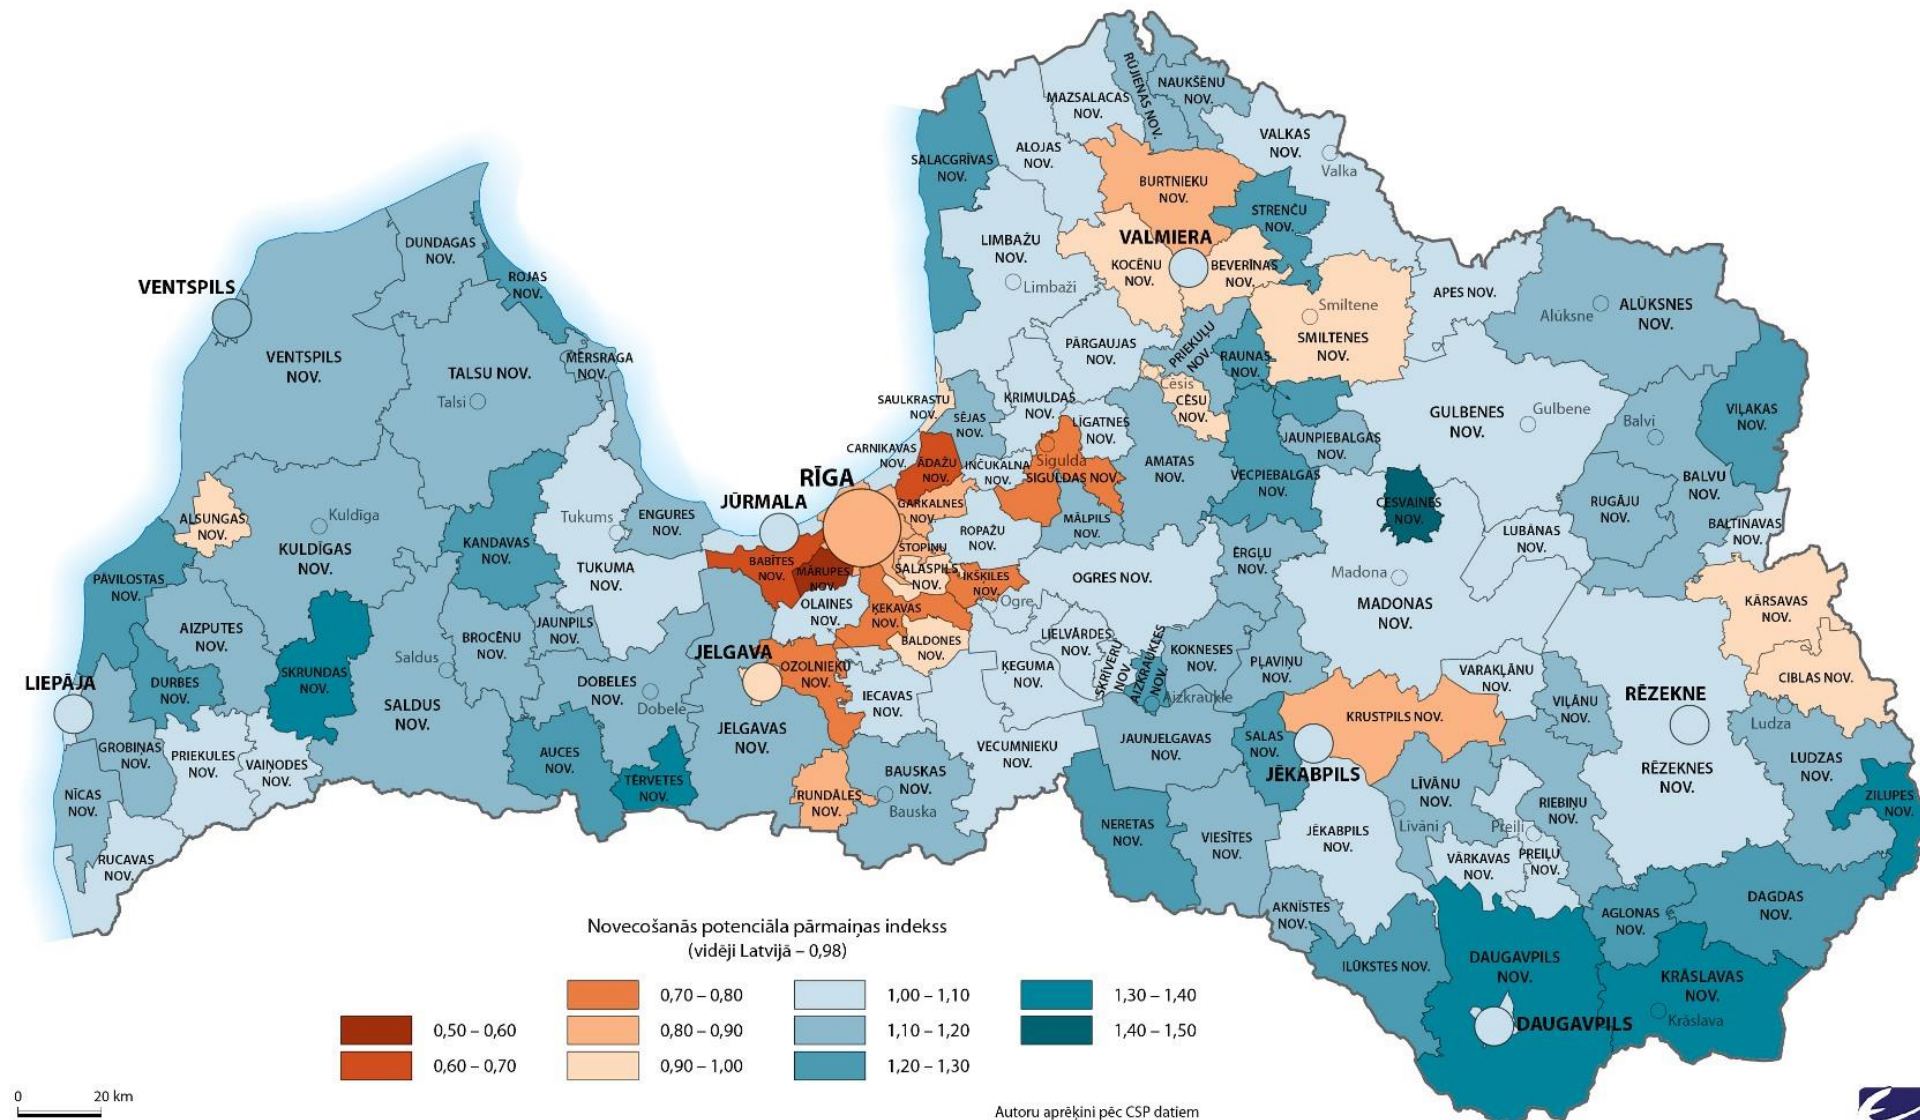 RŪJIENAS NOV.
NAUKŠĒNU
NOV.
MAZSALACAS
NOV.
VALKAS
NOV.
Valka
ALOJAS
NOV.
SALACGRĪVAS
NOV.
BURTNIEKU
NOV.
STRENČU
NOV.
VALMIERA
LIMBAŽU
NOV.
Limbaži
KOCĒNU
NOV.
BEVERĪNAS
NOV.
DUNDAGAS
NOV.
ROJAS
NOV.
VENTSPILS
APES NOV.
Alūksne
ALŪKSNES
NOV.
Smiltene
SMILTENES
NOV.
VENTSPILS
NOV.
TALSU NOV.
Talsi
MĒRSRAGA
NOV.
PĀRGAUJAS
NOV.
PRIEKUĻU
NOV.
RAUNAS
NOV.
Cēsis
CĒSU
NOV.
SAULKRASTU
NOV.
SĒJAS
NOV.
KRIMULDAS
NOV.
LĪGATNES
NOV.
GULBENES
NOV.
Gulbene
Balvi
VIĻAKAS
NOV.
JAUNPIEBALGAS
NOV.
CARNIKAVAS
NOV.
ĀDAŽU
NOV.
INČUKALNA
NOV.
Sigulda
SIGULDAS NOV.
AMATAS
NOV.
VECPIEBALGAS
NOV.
BALVU
NOV.
RĪGA
JŪRMALA
GARKALNES
NOV.
CESVAINES
NOV.
RUGĀJU
NOV.
ALSUNGAS
NOV.
Kuldīga
KULDĪGAS
NOV.
Tukums
ENGURES
NOV.
ROPAŽU
NOV.
MĀLPILS
NOV.
LUBĀNAS
NOV.
BALTINAVAS
NOV.
KANDAVAS
NOV.
TUKUMA
NOV.
STOPIŅU
NOV.
SALASPILS
NOV.
ĒRGĻU
NOV.
PĀVILOSTAS
NOV.
BABĪTES
NOV.
MĀRUPES
NOV.
IKŠĶILES
NOV.
OGRES NOV.
Madona
MADONAS
NOV.
OLAINES
NOV.
ĶEKAVAS
NOV.
Ogre
KĀRSAVAS
NOV.
AIZPUTES
NOV.
BROCĒNU
NOV.
JAUNPILS
NOV.
BALDONES
NOV.
LIELVĀRDES
NOV.
SKRĪVERU
NOV.
AIZKRAUKLES
NOV.
KOKNESES
NOV.
PĻAVIŅU
NOV.
Saldus
JELGAVA
OZOLNIEKU
NOV.
ĶEGUMA
NOV.
VARAKĻĀNU
NOV.
CIBLAS NOV.
LIEPĀJA
DURBES
NOV.
SKRUNDAS
NOV.
SALDUS
NOV.
DOBELES
NOV.
Dobele
IECAVAS
NOV.
Aizkraukle
KRUSTPILS NOV.
VIĻĀNU
NOV.
RĒZEKNE
Ludza
JELGAVAS
NOV.
JAUNJELGAVAS
NOV.
SALAS
NOV.
GROBIŅAS
NOV.
PRIEKULES
NOV.
VAIŅODES
NOV.
AUCES
NOV.
VECUMNIEKU
NOV.
JĒKABPILS
RĒZEKNES
NOV.
LUDZAS
NOV.
TĒRVETES
NOV.
BAUSKAS
NOV.
Bauska
RUNDĀLES
NOV.
LĪVĀNU
NOV.
Līvāni
RIEBIŅU
NOV.
ZILUPES
NOV.
NĪCAS
NOV.
NERETAS
NOV.
VIESĪTES
NOV.
JĒKABPILS
NOV.
Preiļi
VĀRKAVAS
NOV.
PREIĻU
NOV.
RUCAVAS
NOV.
AKNĪSTES
NOV.
AGLONAS
NOV.
DAGDAS
NOV.
ILŪKSTES NOV.
DAUGAVPILS
NOV.
KRĀSLAVAS
NOV.
Krāslava
DAUGAVPILS
Novecošanās potenciāla pārmaiņas indekss
(vidēji Latvijā – 0,98)
0,50 – 0,60
0,60 – 0,70
0,70 – 0,80
0,80 – 0,90
0,90 – 1,00
1,00 – 1,10
1,10 – 1,20
1,20 – 1,30
1,30 – 1,40
1,40 – 1,50
0 20 km
Autoru aprēķini pēc CSP datiem